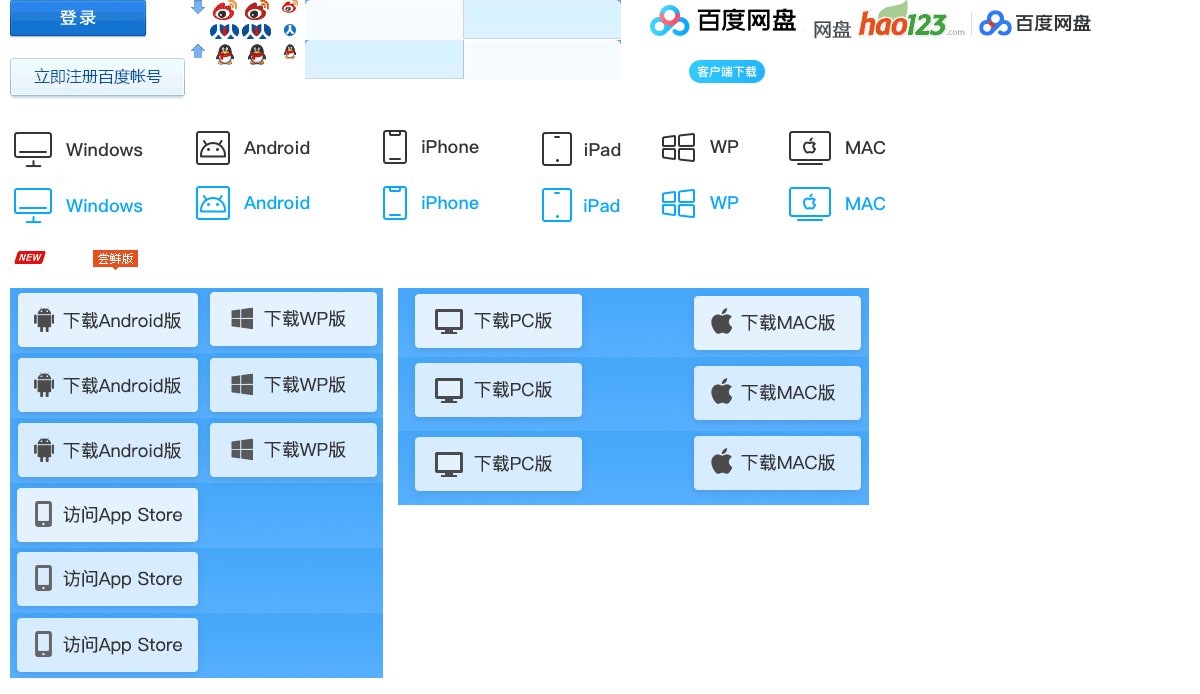 登录
立即注册百度帐号
百度网盘
网盘
hao123.com
百度网盘
客户端下载
Windows
Android
iPhone
iPad
WP
MAC
Windows
Android
iPhone
iPad
WP
MAC
NEW
尝鲜版
下载Android版
下载WP版
下载PC版
下载MAC版
下载Android版
下载WP版
下载PC版
下载MAC版
下载Android版
下载WP版
下载PC版
下载MAC版
访问App Store
访问App Store
访问App Store